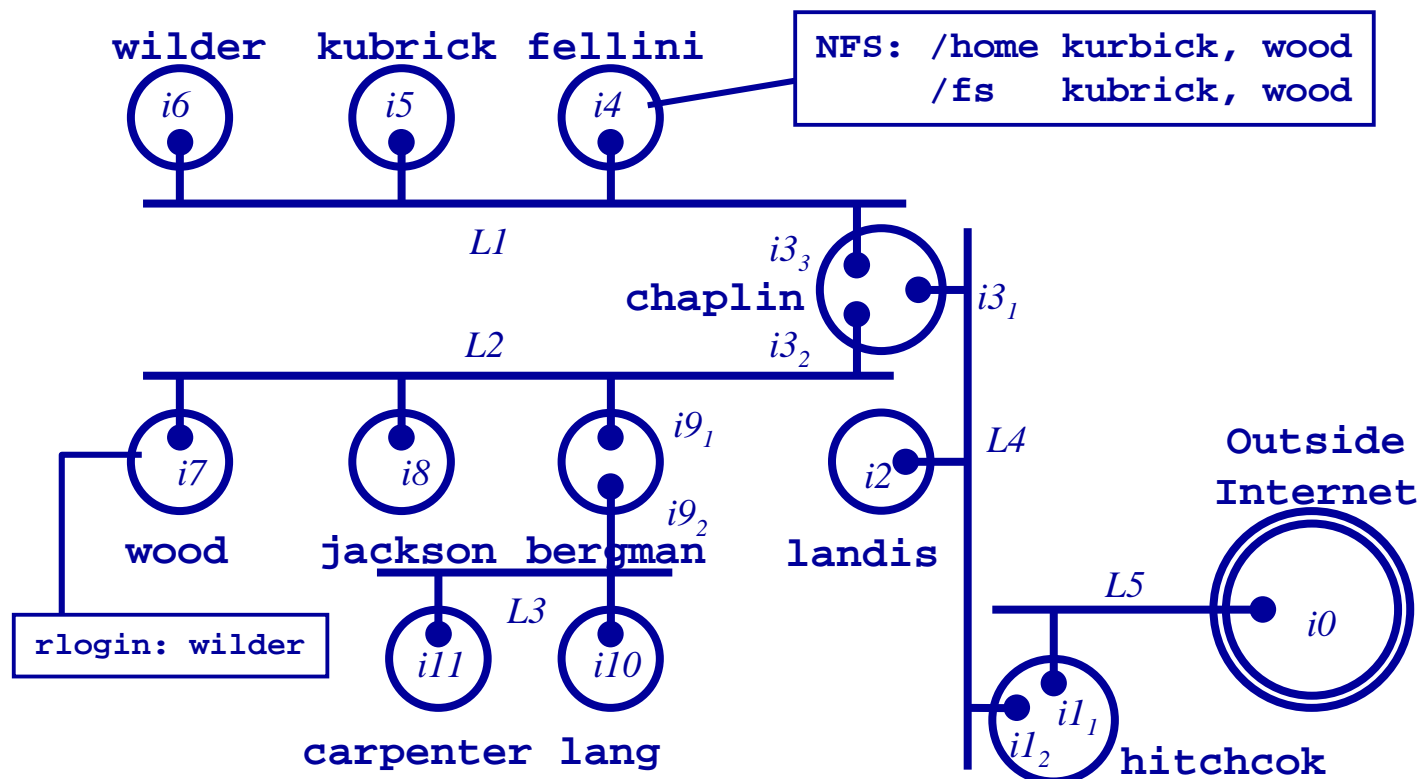 wilder kubrick fellini
NFS: /home kurbick, wood
/fs kubrick, wood
i6 i5 i4
L1
i3₃
chaplin
i3₁
L2
i3₂
i9₁
L4
Outside
Internet
i7 i8 i2
i9₂
wood jackson bergman landis
L3
L5
i0
rlogin: wilder
i11 i10
i1₁
i1₂
carpenter lang
hitchcok